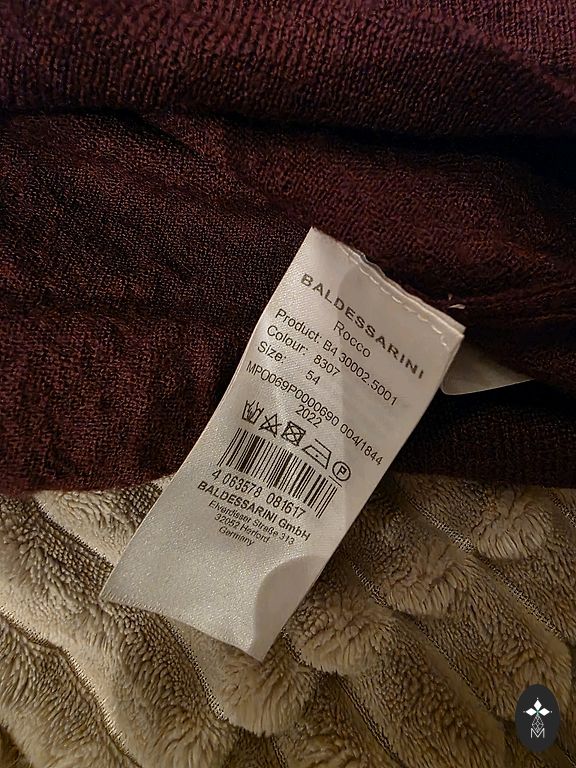 BALDESSARINI
Rocco
Product: B4 30002.5001
Colour: 8307
Size: 54
MPO069P0000690 004/1844
2022
P
4 063578 081617
BALDESSARINI GmbH
Elverdisser Straße 313
32052 Herford
Germany
M